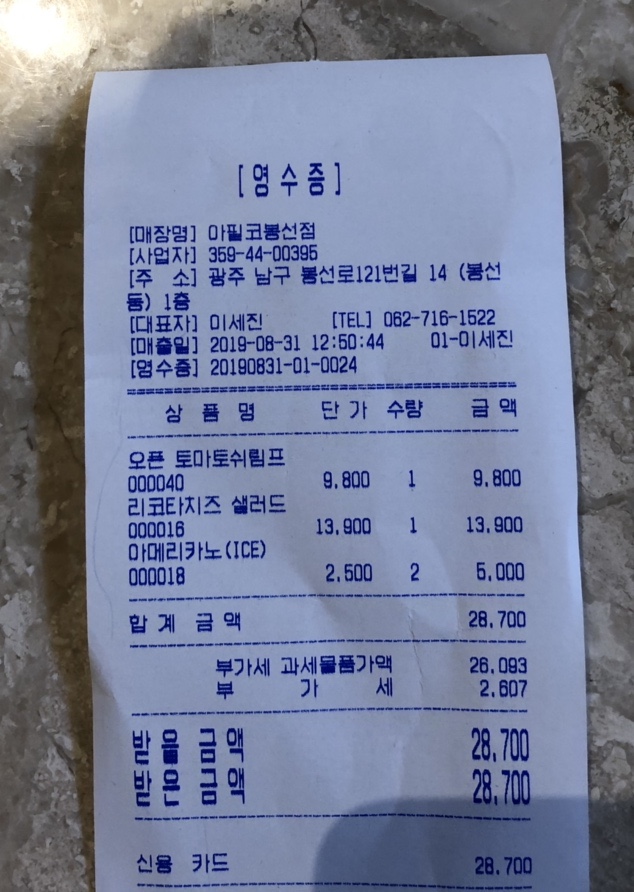 [영수증]
[매장명] 아필코봉선점
[사업자] 359-44-00395
[주 소] 광주 남구 봉선로121번길 14 (봉선
동) 1층
[대표자] 이세진 [TEL] 062-716-1522
[매출일] 2019-08-31 12:50:44 01-이세진
[영수증] 20190831-01-0024
상 품 명 단 가 수량 금 액
오픈 토마토쉬림프
000040 9,800 1 9,800
리코타치즈 샐러드
000016 13,900 1 13,900
아메리카노(ICE)
000018 2,500 2 5,000
합 계 금 액 28,700
부가세 과세물품가액 26,093
부 가 세 2,607
받을 금액 28,700
받은 금액 28,700
신용 카드 28,700